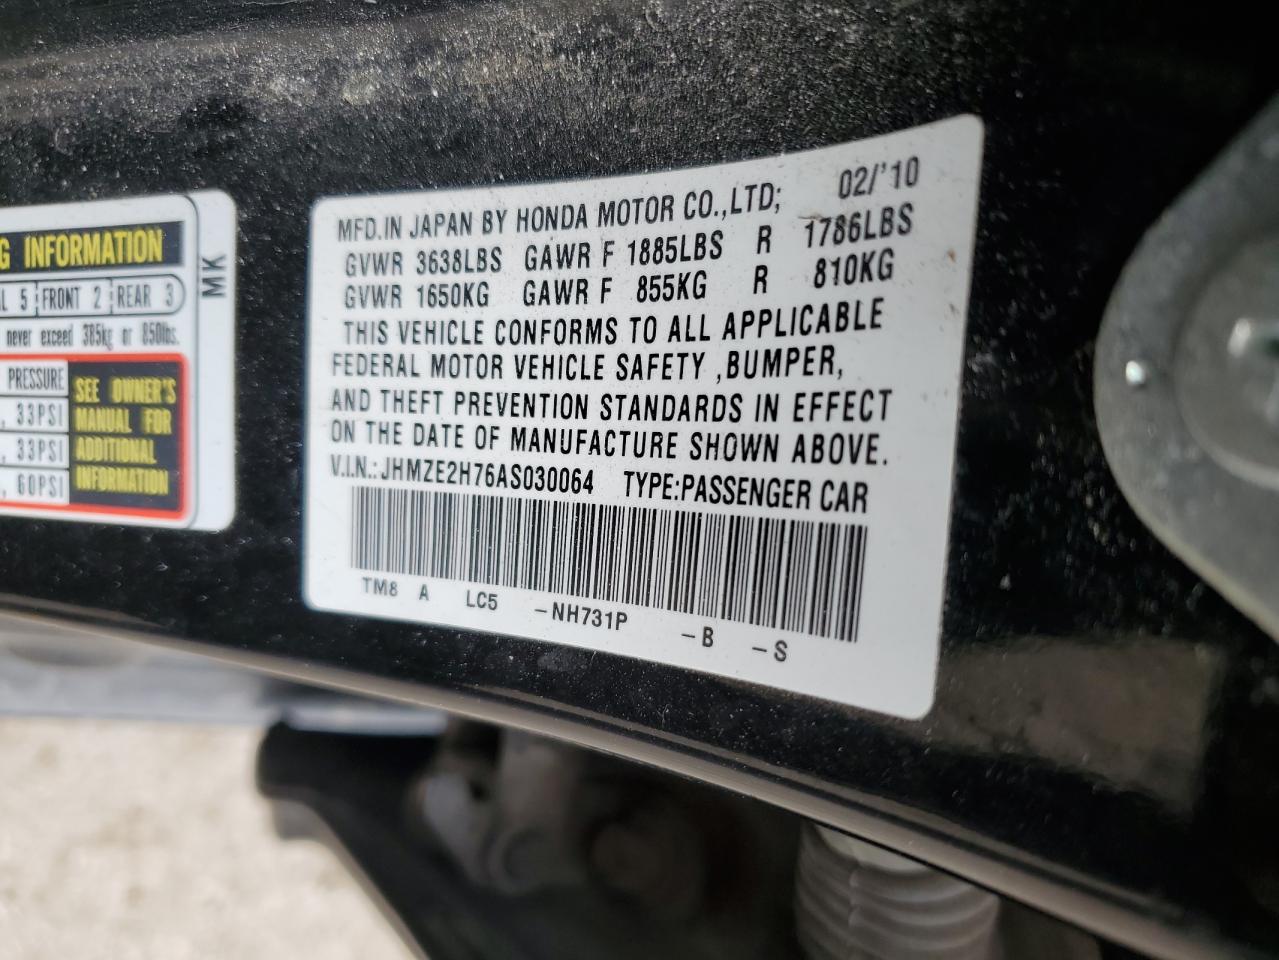 G INFORMATION
L 5 FRONT 2 REAR 3
never exceed 385kg or 850lbs.
PRESSURE
, 33PSI
, 33PSI
, 60PSI
SEE OWNER'S
MANUAL FOR
ADDITIONAL
INFORMATION
MK
MFD.IN JAPAN BY HONDA MOTOR CO.,LTD; 02/'10
GVWR 3638LBS GAWR F 1885LBS R 1786LBS
GVWR 1650KG GAWR F 855KG R 810KG
THIS VEHICLE CONFORMS TO ALL APPLICABLE
FEDERAL MOTOR VEHICLE SAFETY ,BUMPER,
AND THEFT PREVENTION STANDARDS IN EFFECT
ON THE DATE OF MANUFACTURE SHOWN ABOVE.
V.I.N.:JHMZE2H76AS030064 TYPE:PASSENGER CAR
TM8 A LC5 -NH731P -B -S